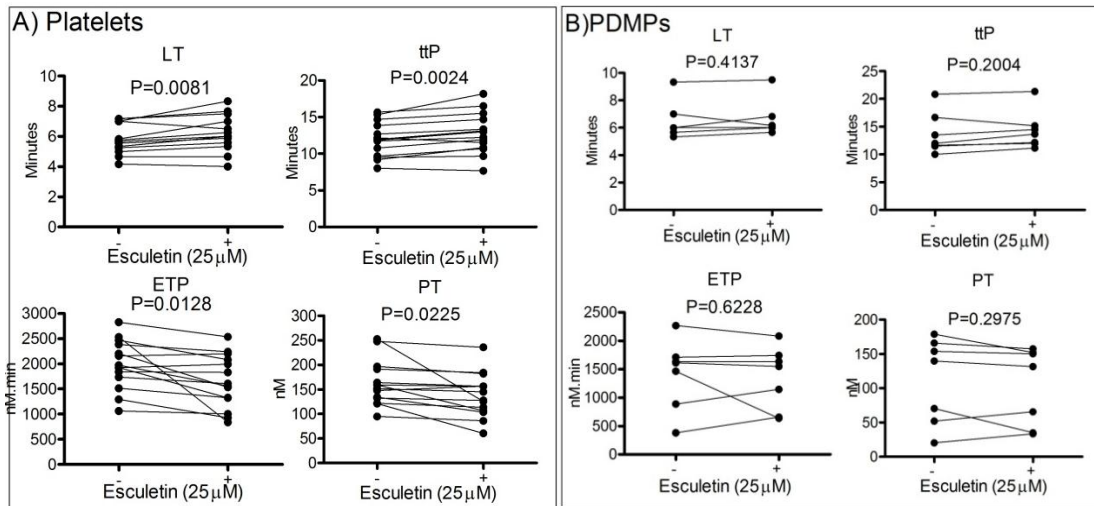 A) Platelets
LT
P=0.0081
10
8
6
4
2
0
Minutes
-
+
Esculetin (25μM)
ttP
P=0.0024
20
15
10
5
0
Minutes
-
+
Esculetin (25μM)
ETP
P=0.0128
3000
2500
2000
1500
1000
500
0
nM.min
-
+
Esculetin (25μM)
PT
P=0.0225
300
250
200
150
100
50
0
nM
-
+
Esculetin (25μM)
B)PDMPs
LT
P=0.4137
10
8
6
4
2
0
Minutes
-
+
Esculetin (25μM)
ttP
P=0.2004
25
20
15
10
5
0
Minutes
-
+
Esculetin (25μM)
ETP
P=0.6228
2500
2000
1500
1000
500
0
nM.min
-
+
Esculetin (25μM)
PT
P=0.2975
200
150
100
50
0
nM
-
+
Esculetin (25μM)